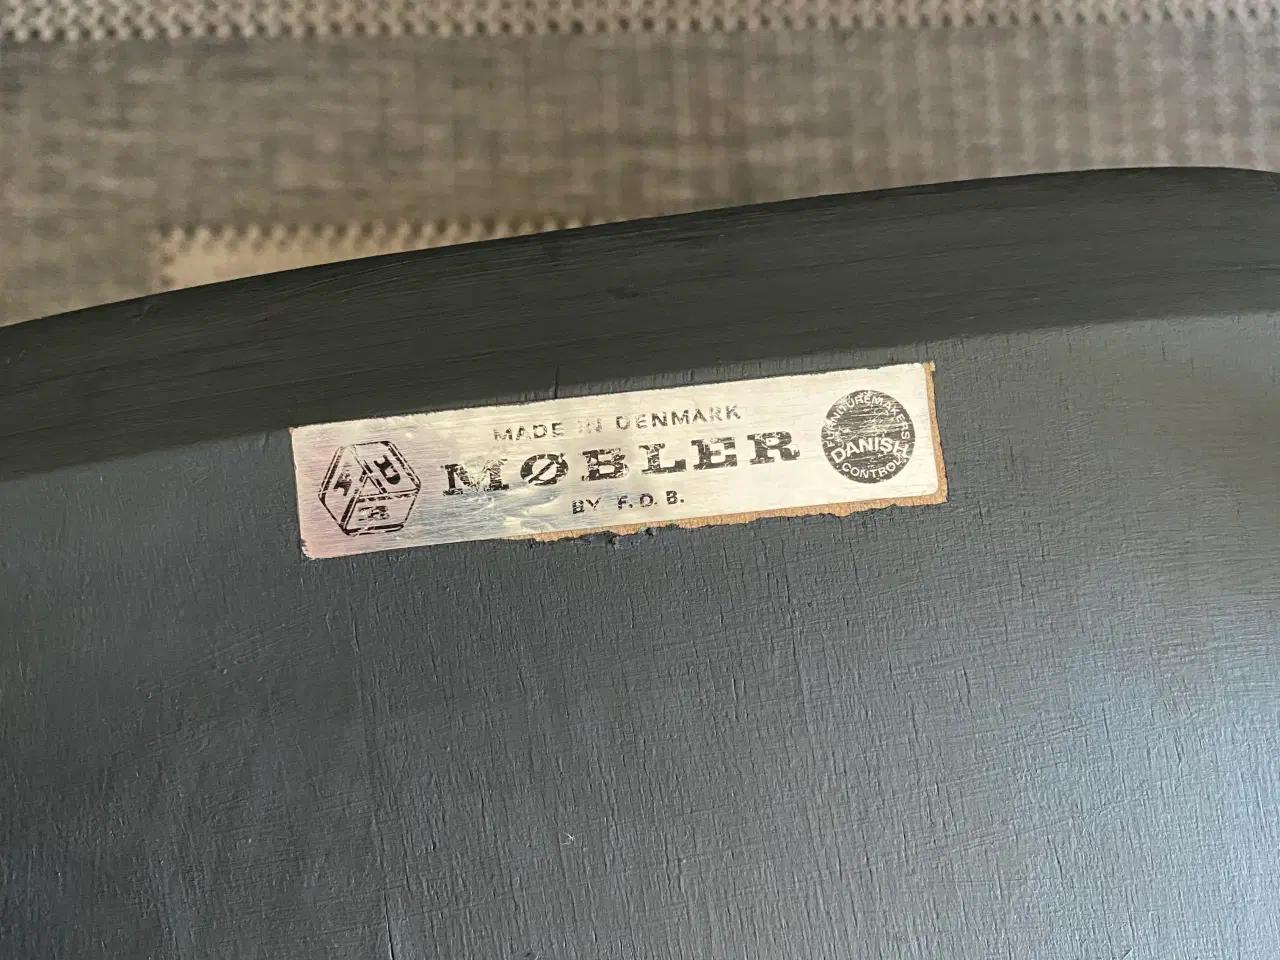 F D B
MADE IN DENMARK
MØBLER
BY F.D.B.
FURNITUREMAKERS
DANISH
CONTROL